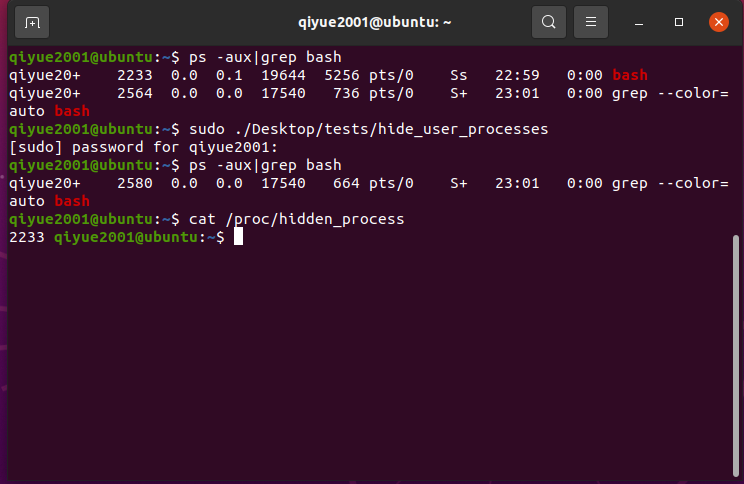 qiyue2001@ubuntu: ~
qiyue2001@ubuntu:~$ ps -aux|grep bash
qiyue20+    2233  0.0  0.1  19644  5256 pts/0    Ss   22:59   0:00 bash
qiyue20+    2564  0.0  0.0  17540   736 pts/0    S+   23:01   0:00 grep --color=
auto bash
qiyue2001@ubuntu:~$ sudo ./Desktop/tests/hide_user_processes
[sudo] password for qiyue2001:
qiyue2001@ubuntu:~$ ps -aux|grep bash
qiyue20+    2580  0.0  0.0  17540   664 pts/0    S+   23:01   0:00 grep --color=
auto bash
qiyue2001@ubuntu:~$ cat /proc/hidden_process
2233 qiyue2001@ubuntu:~$